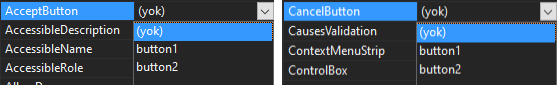 AcceptButton (yok)
AccessibleDescription (yok)
AccessibleName button1
AccessibleRole button2
CancelButton (yok)
CausesValidation (yok)
ContextMenuStrip button1
ControlBox button2